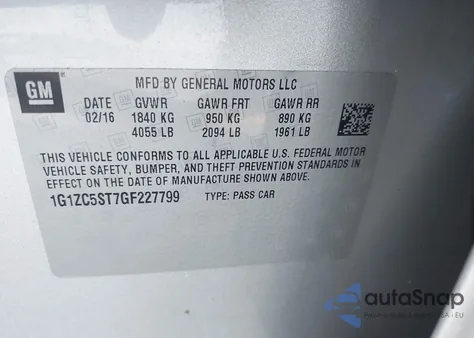 GM
MFD BY GENERAL MOTORS LLC
DATE GVWR GAWR FRT GAWR RR
02/16 1840 KG 950 KG 890 KG
4055 LB 2094 LB 1961 LB
THIS VEHICLE CONFORMS TO ALL APPLICABLE U.S. FEDERAL MOTOR
VEHICLE SAFETY, BUMPER, AND THEFT PREVENTION STANDARDS IN
EFFECT ON THE DATE OF MANUFACTURE SHOWN ABOVE.
1G1ZC5ST7GF227799 TYPE: PASS CAR
autoSnap